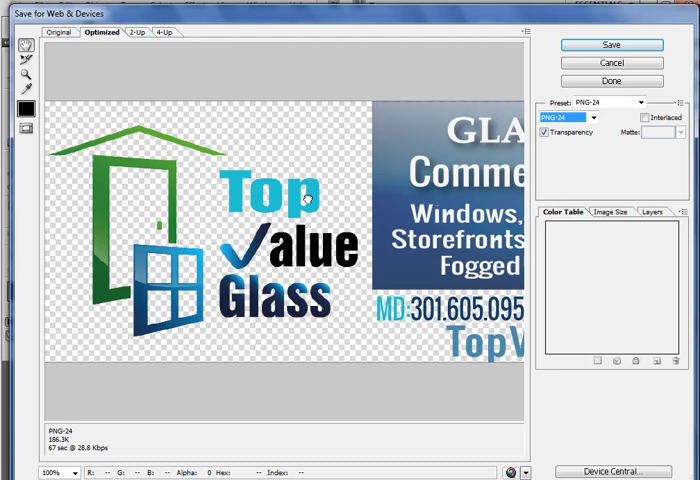 Save for Web & Devices
Original Optimized 2-Up 4-Up
Save
Cancel
Done
Preset: PNG-24
PNG-24
Interlaced
Transparency
Matte:
Color Table Image Size Layers
Top
alue
Glass
GLA
Comme
Windows,
Storefronts
Fogged
MD:301.605.095
TopV
PNG-24
186.3K
67 sec @ 28.8 Kbps
100% R: -- G: -- B: -- Alpha: 0 Hex: -- Index: --
Device Central...